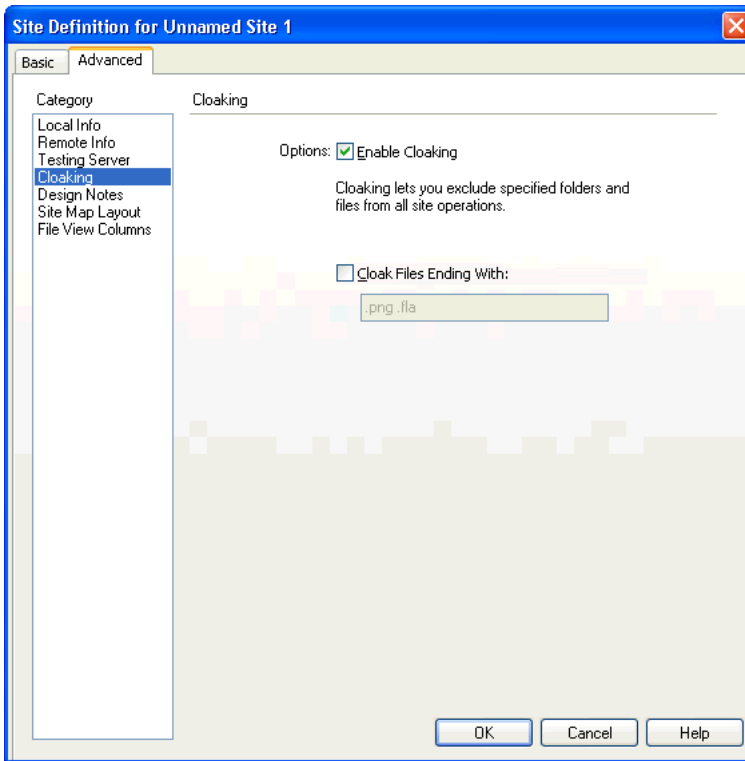 Site Definition for Unnamed Site 1
Basic
Advanced
Category
Cloaking
Local Info
Remote Info
Testing Server
Cloaking
Design Notes
Site Map Layout
File View Columns
Options: Enable Cloaking
Cloaking lets you exclude specified folders and
files from all site operations.
Cloak Files Ending With:
.png .fla
OK
Cancel
Help